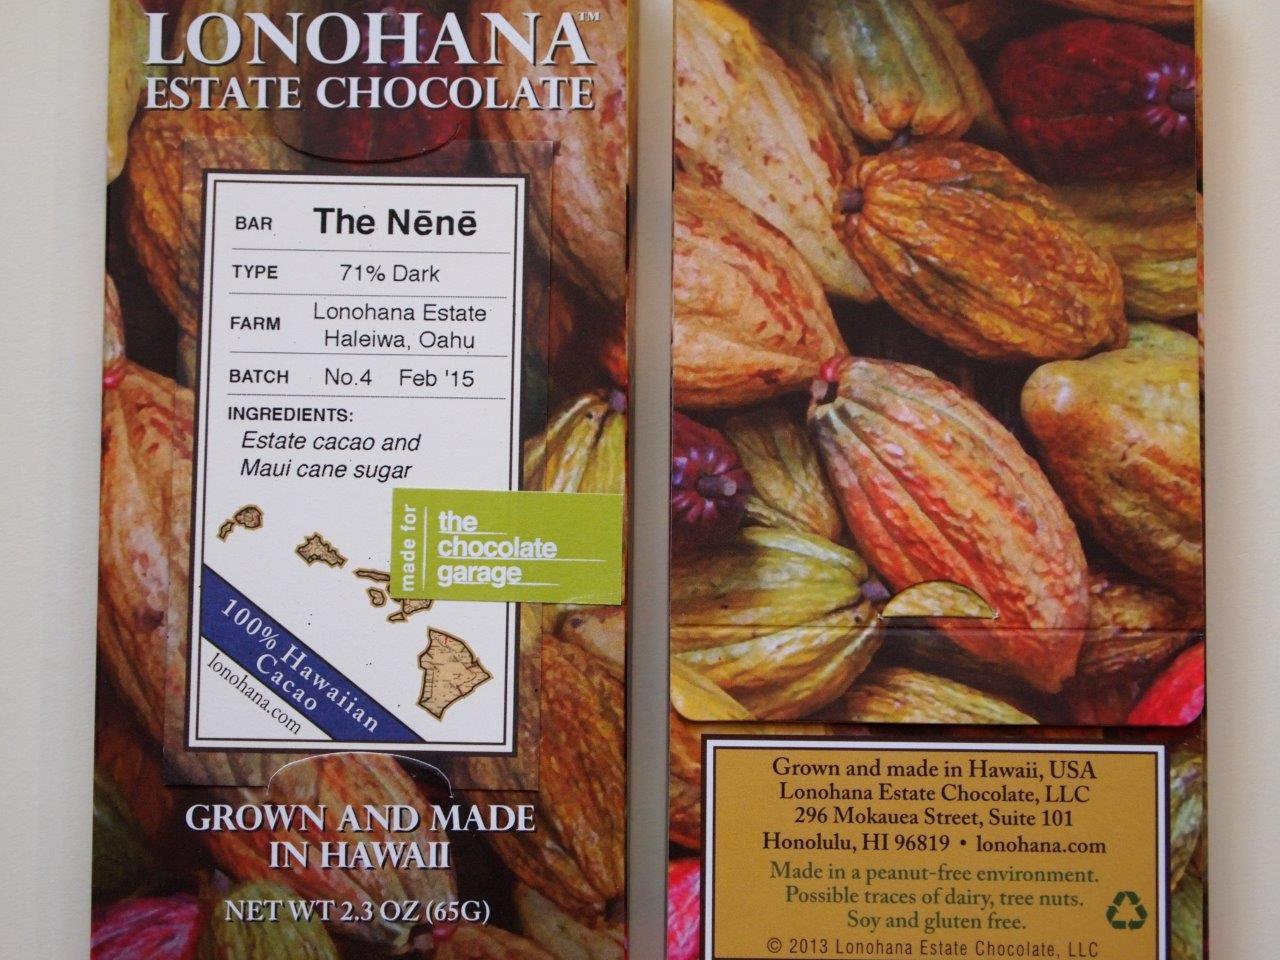 LONOHANA™
ESTATE CHOCOLATE
BAR The Nēnē
TYPE 71% Dark
FARM Lonohana Estate
Haleiwa, Oahu
BATCH No.4 Feb '15
INGREDIENTS:
Estate cacao and
Maui cane sugar
made for
the
chocolate
garage
100% Hawaiian
Cacao
lonohana.com
GROWN AND MADE
IN HAWAII
NET WT 2.3 OZ (65G)
Grown and made in Hawaii, USA
Lonohana Estate Chocolate, LLC
296 Mokauea Street, Suite 101
Honolulu, HI 96819 • lonohana.com
Made in a peanut-free environment.
Possible traces of dairy, tree nuts.
Soy and gluten free.
© 2013 Lonohana Estate Chocolate, LLC